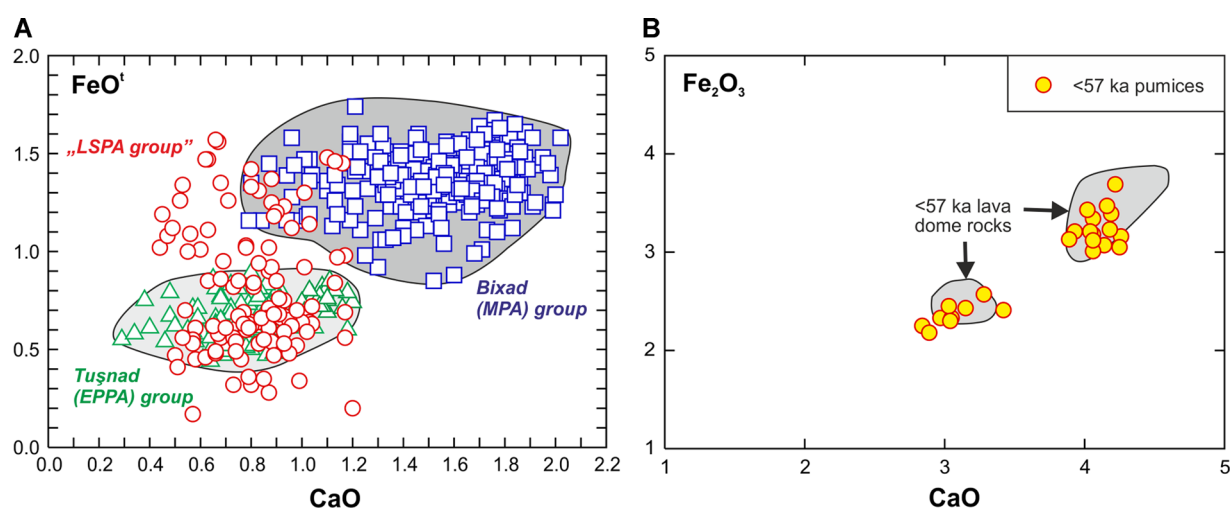 A
2.0
1.5
1.0
0.5
0.0
FeOᵗ
„LSPA group”
Bixad
(MPA) group
Tuşnad
(EPPA) group
0.0 0.2 0.4 0.6 0.8 1.0 1.2 1.4 1.6 1.8 2.0 2.2
CaO
B
5
4
3
2
1
Fe₂O₃
<57 ka pumices
<57 ka lava
dome rocks
1 2 3 4 5
CaO